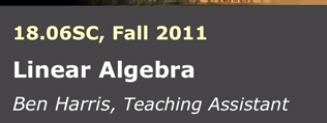 18.06SC, Fall 2011
Linear Algebra
Ben Harris, Teaching Assistant